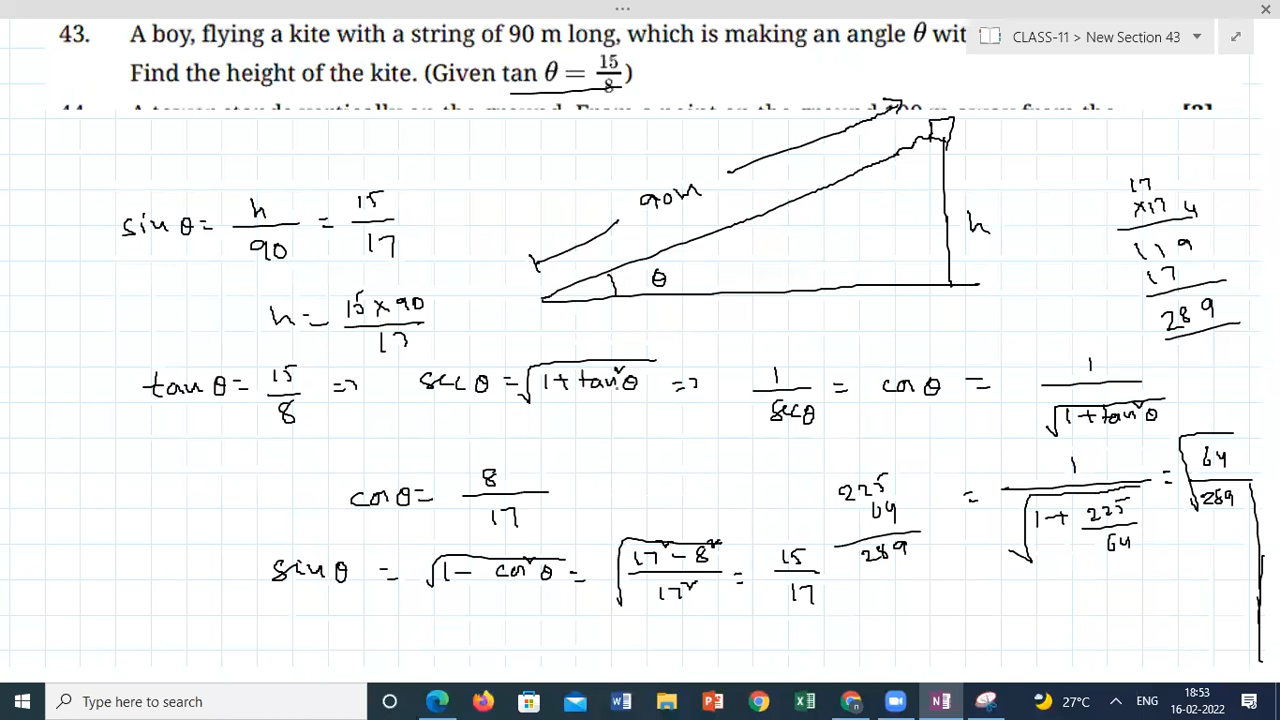 43. A boy, flying a kite with a string of 90 m long, which is making an angle θ wit
CLASS-11 > New Section 43
Find the height of the kite. (Given tan θ = 15/8)
90m
h
θ
sin θ = h/90 = 15/17
h = 15×90/17
17
×17 4
119
17
289
tan θ = 15/8 => sec θ = √(1+tan²θ) => 1/secθ = cos θ = 1/√(1+tan²θ)
cos θ = 8/17
225
64
289
= 1/√(1+225/64) = √(64/289)
sin θ = √(1- cos²θ) = √((17²-8²)/17²) = 15/17
Type here to search
27°C
ENG
18:53
16-02-2022